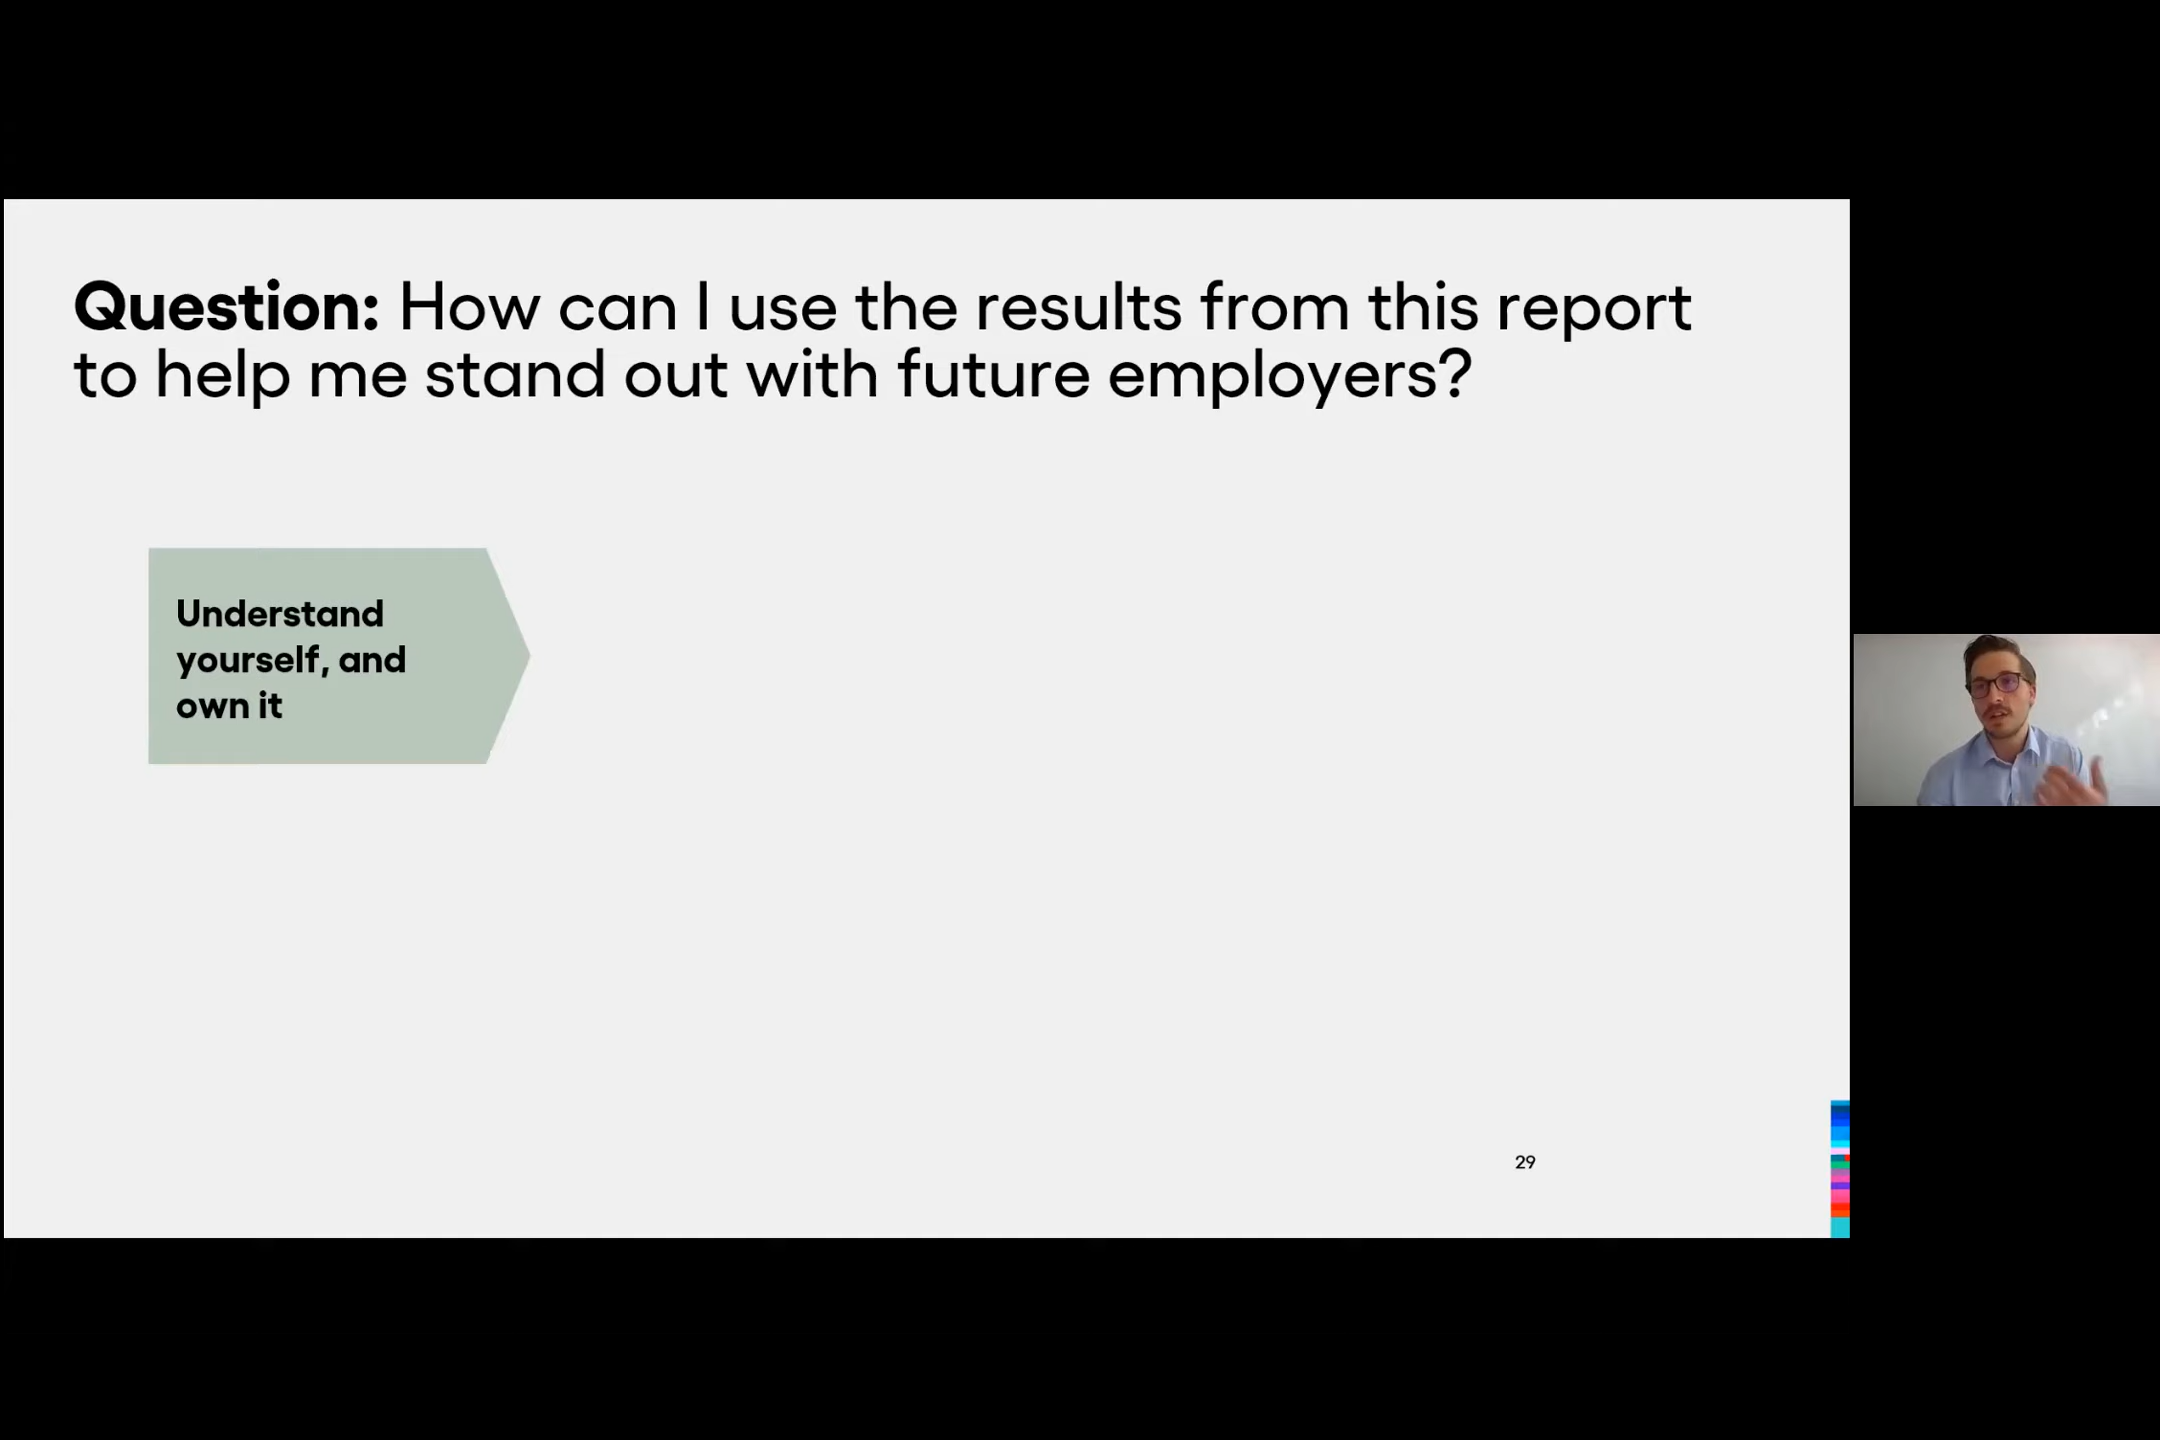 Question: How can I use the results from this report
to help me stand out with future employers?
Understand
yourself, and
own it
29